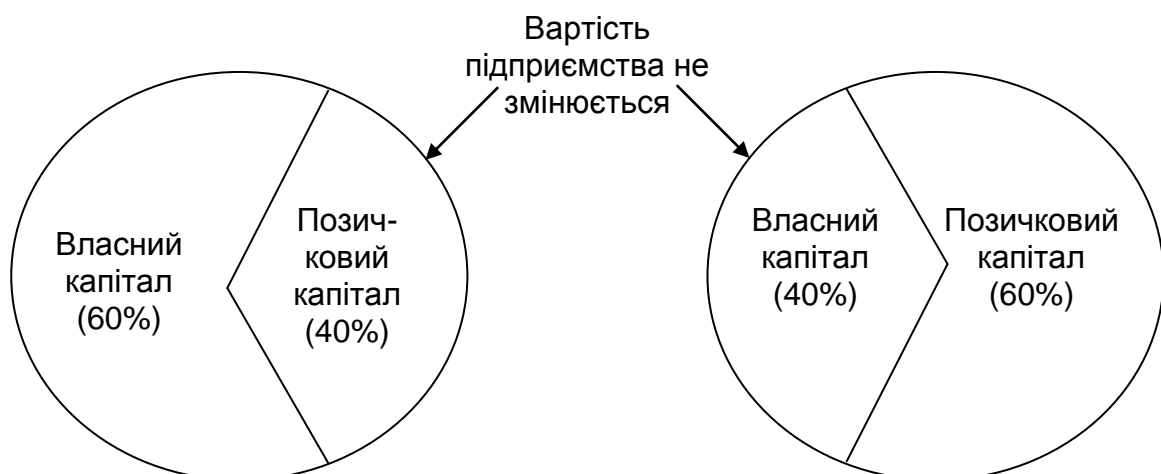 Вартість
підприємства не
змінюється
Власний
капітал
(60%)
Позич-
ковий
капітал
(40%)
Власний
капітал
(40%)
Позичковий
капітал
(60%)